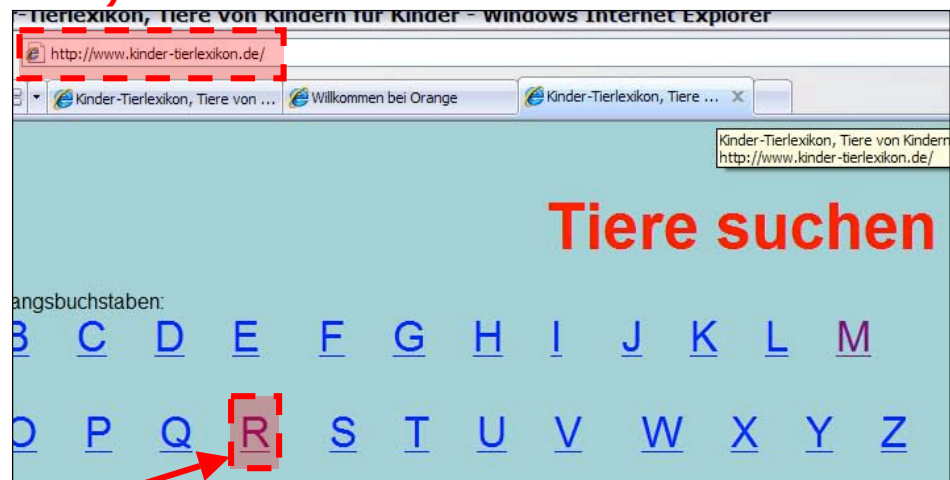 -Tierlexikon, Tiere von Kindern für Kinder - Windows Internet Explorer
http://www.kinder-tierlexikon.de/
Kinder-Tierlexikon, Tiere von ... Willkommen bei Orange Kinder-Tierlexikon, Tiere ... X
Kinder-Tierlexikon, Tiere von Kindern
http://www.kinder-tierlexikon.de/
Tiere suchen
angsbuchstaben:
B C D E F G H I J K L M
O P Q R S T U V W X Y Z